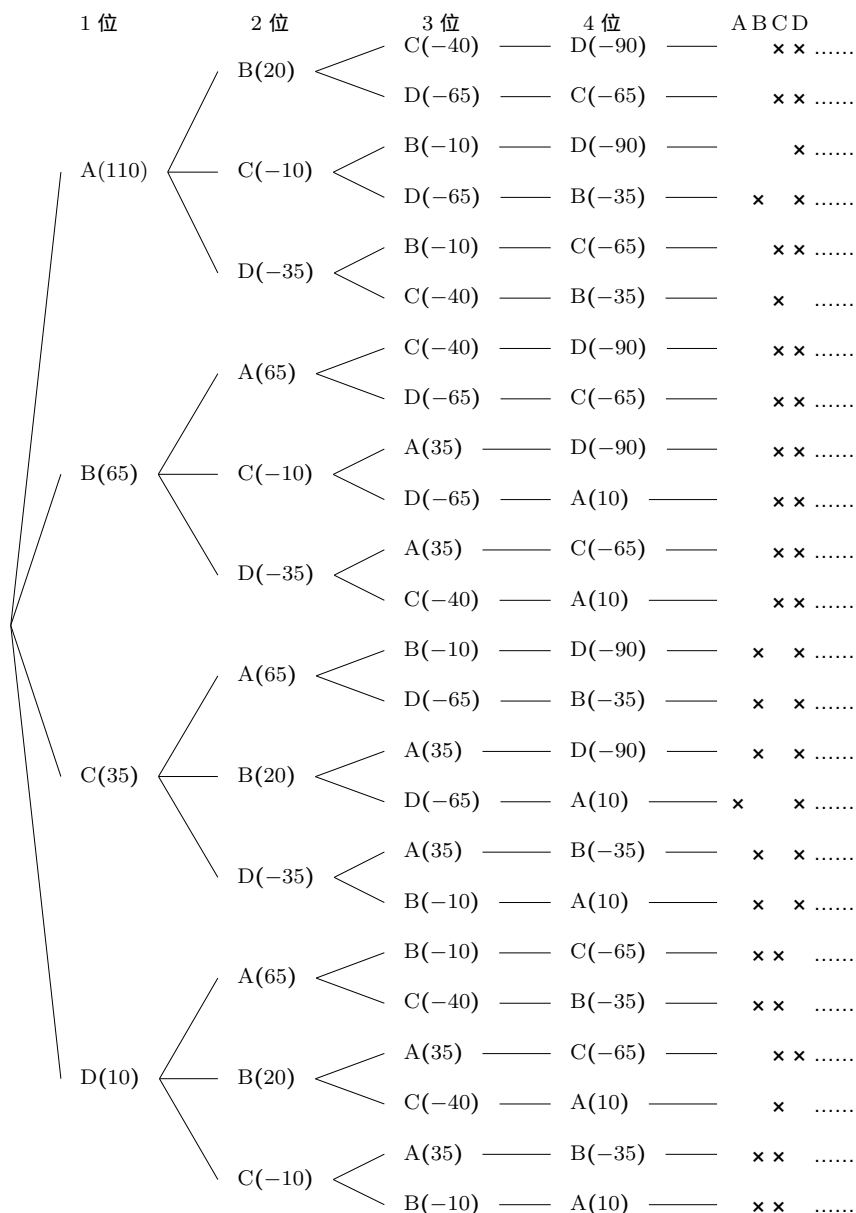 1 位 2 位 3 位 4 位 A B C D
C(−40) D(−90) × × ……
B(20)
D(−65) C(−65) × × ……
B(−10) D(−90) × ……
A(110) C(−10)
D(−65) B(−35) × × ……
B(−10) C(−65) × × ……
D(−35)
C(−40) B(−35) × ……
C(−40) D(−90) × × ……
A(65)
D(−65) C(−65) × × ……
A(35) D(−90) × × ……
B(65) C(−10)
D(−65) A(10) × × ……
A(35) C(−65) × × ……
D(−35)
C(−40) A(10) × × ……
B(−10) D(−90) × × ……
A(65)
D(−65) B(−35) × × ……
A(35) D(−90) × × ……
C(35) B(20)
D(−65) A(10) × × ……
A(35) B(−35) × × ……
D(−35)
B(−10) A(10) × × ……
B(−10) C(−65) × × ……
A(65)
C(−40) B(−35) × × ……
A(35) C(−65) × × ……
D(10) B(20)
C(−40) A(10) × ……
A(35) B(−35) × × ……
C(−10)
B(−10) A(10) × × ……